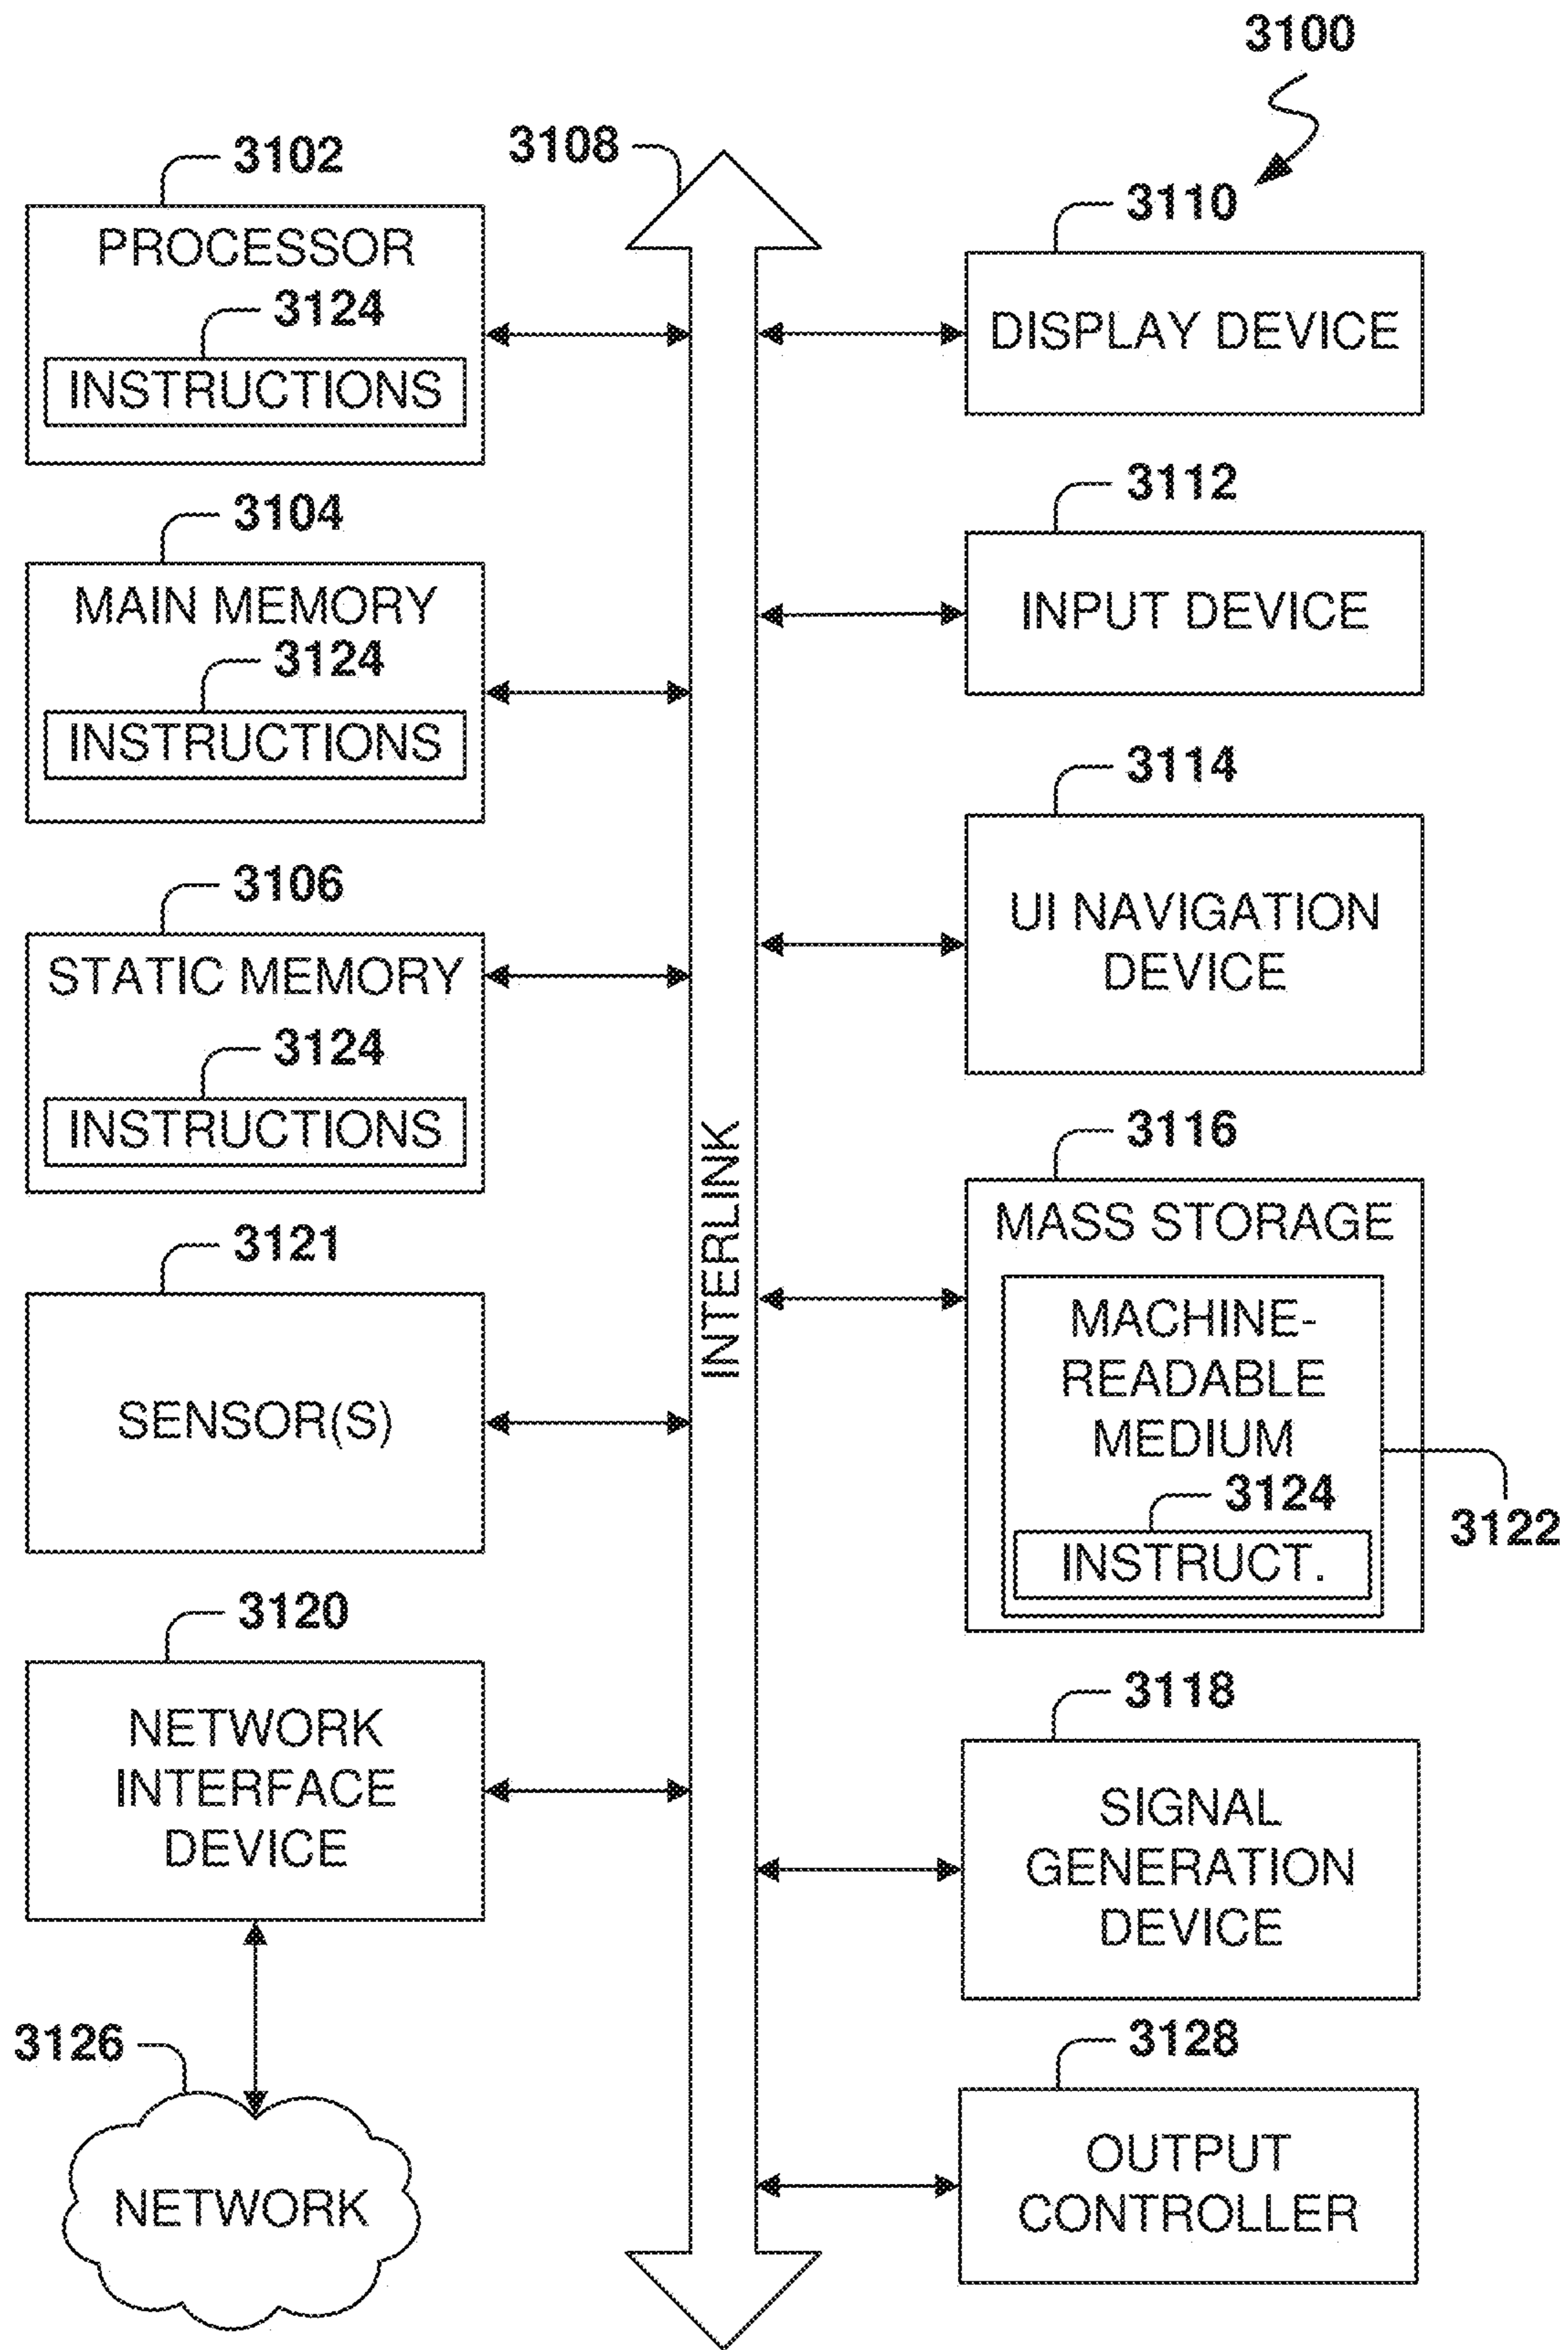 3100
3102
PROCESSOR
3124
INSTRUCTIONS
3104
MAIN MEMORY
3124
INSTRUCTIONS
3106
STATIC MEMORY
3124
INSTRUCTIONS
3121
SENSOR(S)
3120
NETWORK
INTERFACE
DEVICE
3126
NETWORK
3108
INTERLINK
3110
DISPLAY DEVICE
3112
INPUT DEVICE
3114
UI NAVIGATION
DEVICE
3116
MASS STORAGE
MACHINE-
READABLE
MEDIUM
3124
INSTRUCT.
3122
3118
SIGNAL
GENERATION
DEVICE
3128
OUTPUT
CONTROLLER